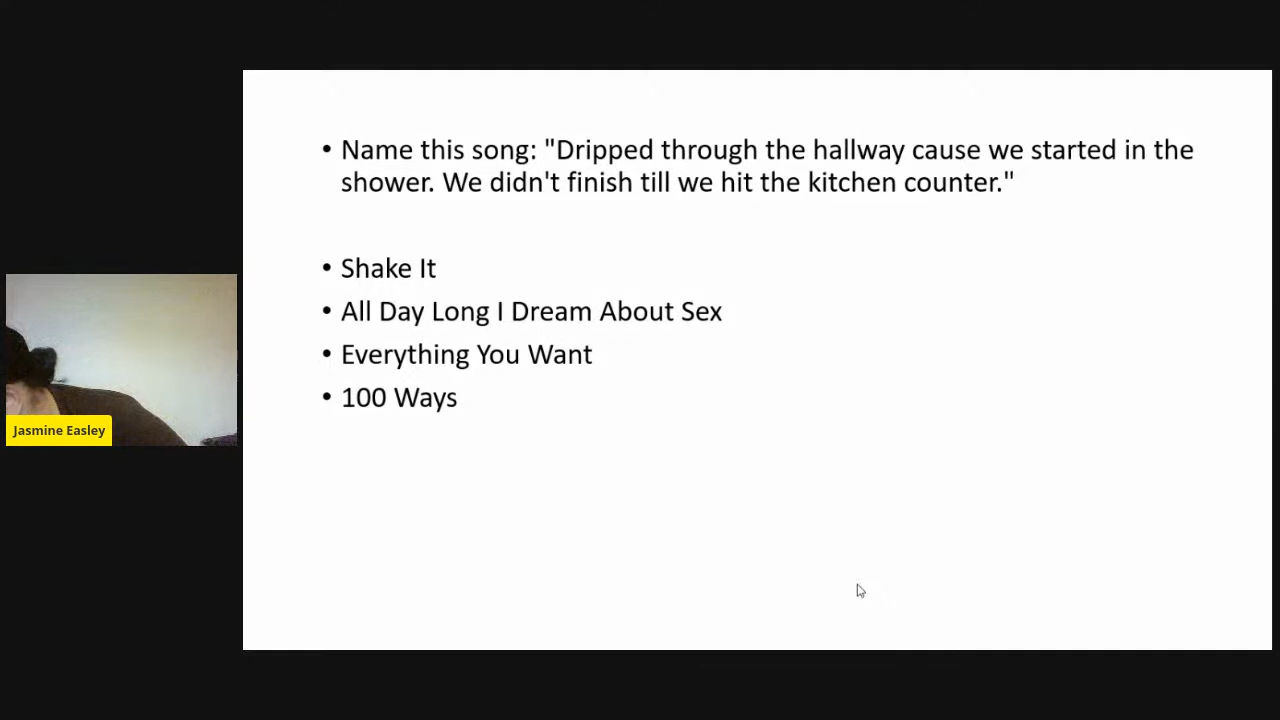 • Name this song: "Dripped through the hallway cause we started in the
shower. We didn't finish till we hit the kitchen counter."
• Shake It
• All Day Long I Dream About Sex
• Everything You Want
• 100 Ways
Jasmine Easley